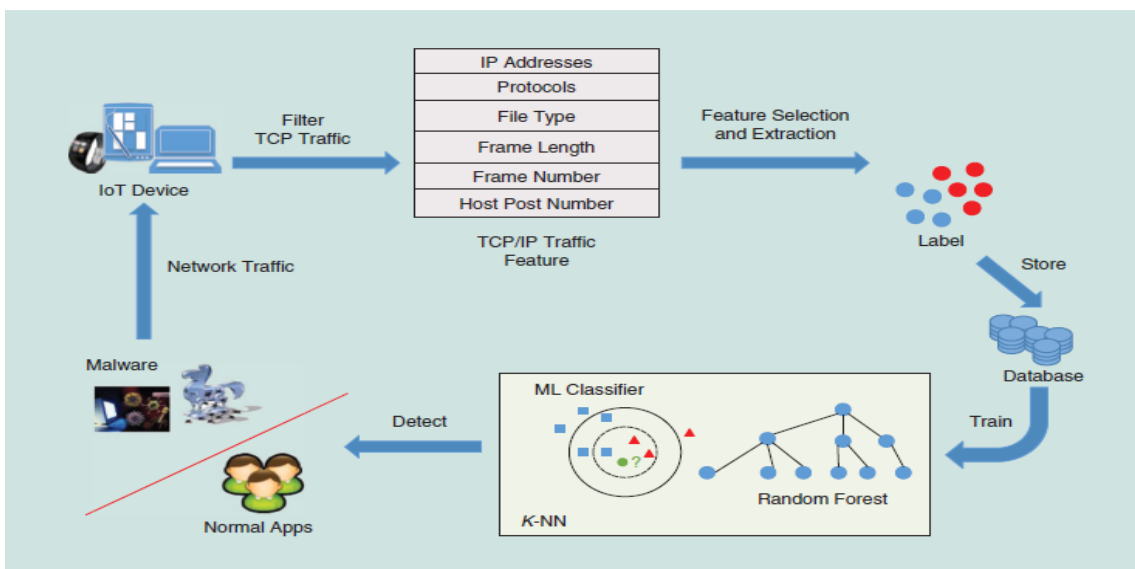 IP Addresses
Protocols
File Type
Frame Length
Frame Number
Host Post Number
TCP/IP Traffic
Feature
Filter
TCP Traffic
Feature Selection
and Extraction
IoT Device
Label
Network Traffic
Store
Malware
Database
ML Classifier
Detect
Train
?
Random Forest
K-NN
Normal Apps